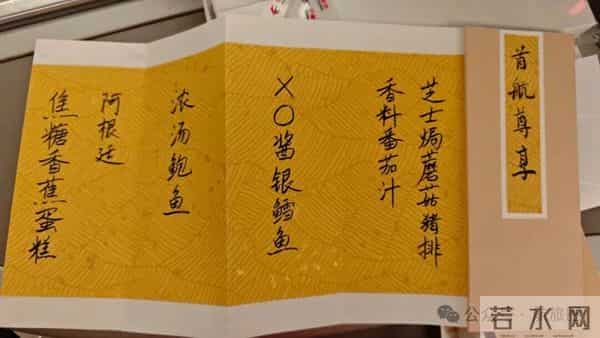 首航尊享
芝士焗蘑菇猪排
香料番茄汁
XO酱银鳕鱼
浓汤鲍鱼
阿根廷
焦糖香蕉蛋糕
若水网